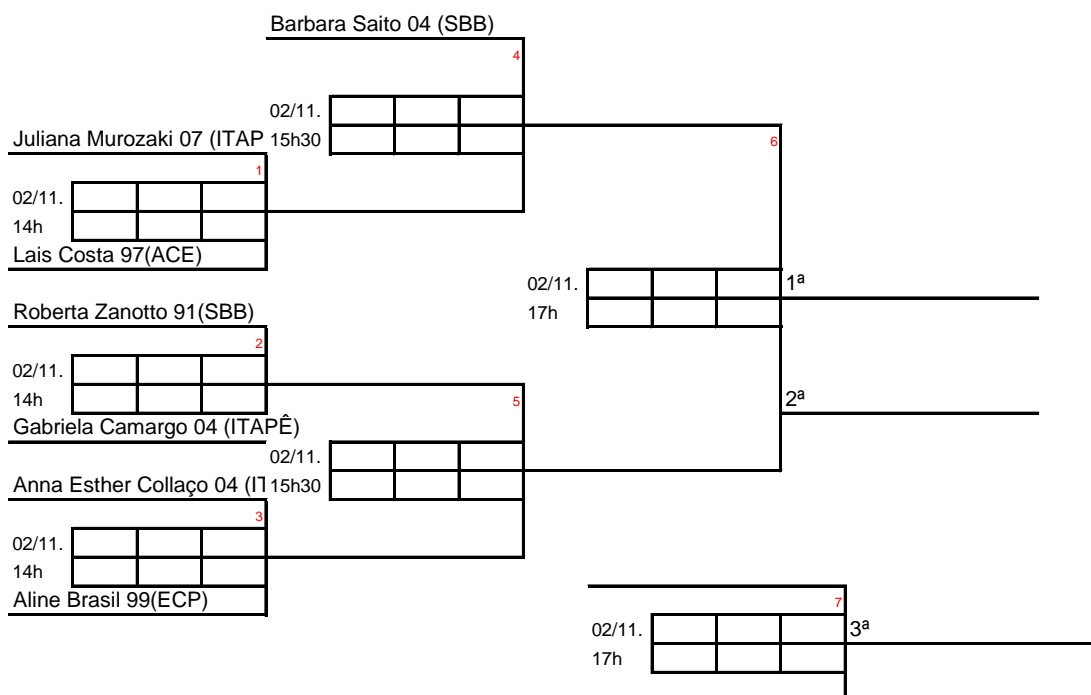 Barbara Saito 04 (SBB)
4
02/11.
15h30
6
Juliana Murozaki 07 (ITAP
1
02/11.
14h
Lais Costa 97(ACE)
02/11.
17h
1ª
Roberta Zanotto 91(SBB)
2
02/11.
14h
5
2ª
Gabriela Camargo 04 (ITAPÊ)
02/11.
15h30
Anna Esther Collaço 04 (IT
3
02/11.
14h
Aline Brasil 99(ECP)
7
02/11.
17h
3ª